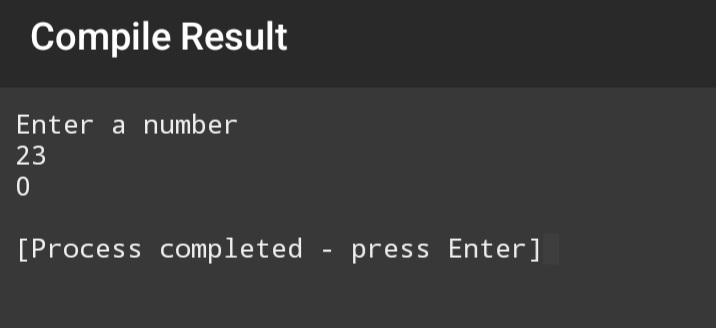 Compile Result
Enter a number
23
0
[Process completed - press Enter]